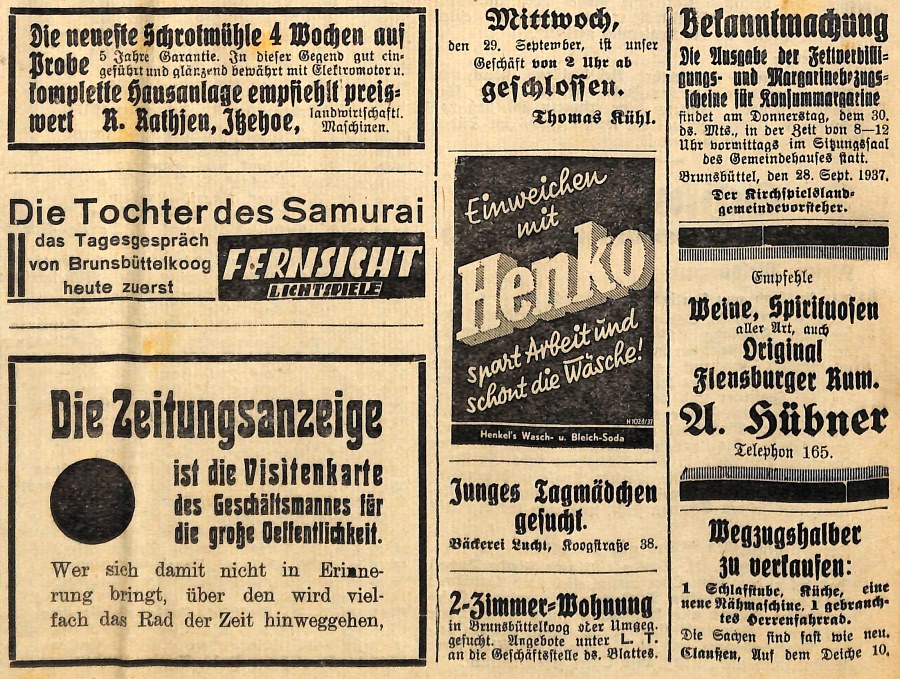 Die neueste Schrotmühle 4 Wochen auf
Probe 5 Jahre Garantie. In dieser Gegend gut ein-
geführt und glänzend bewährt mit Elektromotor u.
komplette Hausanlage empfiehlt preis-
wert R. Rathjen, Itzehoe, landwirtschaftl.
Maschinen.
Die Tochter des Samurai
das Tagesgespräch
von Brunsbüttelkoog
heute zuerst
FERNSICHT
LICHTSPIELE
Die Zeitungsanzeige
ist die Visitenkarte
des Geschäftsmannes für
die große Oeffentlichkeit.
Wer sich damit nicht in Erinne-
rung bringt, über den wird viel-
fach das Rad der Zeit hinweggehen,
Mittwoch,
den 29. September, ist unser
Geschäft von 2 Uhr ab
geschlossen.
Thomas Kühl.
Einweichen
mit
Henko
spart Arbeit und
schont die Wäsche!
H 102d/37
Henkel's Wasch- u. Bleich-Soda
Junges Tagmädchen
gesucht.
Bäckerei Lucht, Koogstraße 38.
2-Zimmer-Wohnung
in Brunsbüttelkoog oder Umgeg.
gesucht. Angebote unter L. T.
an die Geschäftsstelle ds. Blattes.
Bekanntmachung
Die Ausgabe der Fettverbilli-
gungs- und Margarinebezugs-
scheine für Konsummargarine
findet am Donnerstag, dem 30.
ds. Mts., in der Zeit von 8—12
Uhr vormittags im Sitzungssaal
des Gemeindehauses statt.
Brunsbüttel, den 28. Sept. 1937.
Der Kirchspielsland-
gemeindevorsteher.
Empfehle
Weine, Spirituosen
aller Art, auch
Original
Flensburger Rum.
A. Hübner
Telephon 165.
Wegzugshalber
zu verkaufen:
1 Schlafstube, Küche, eine
neue Nähmaschine, 1 gebrauch-
tes Herrenfahrrad.
Die Sachen sind fast wie neu.
Claußen, Auf dem Deiche 10.